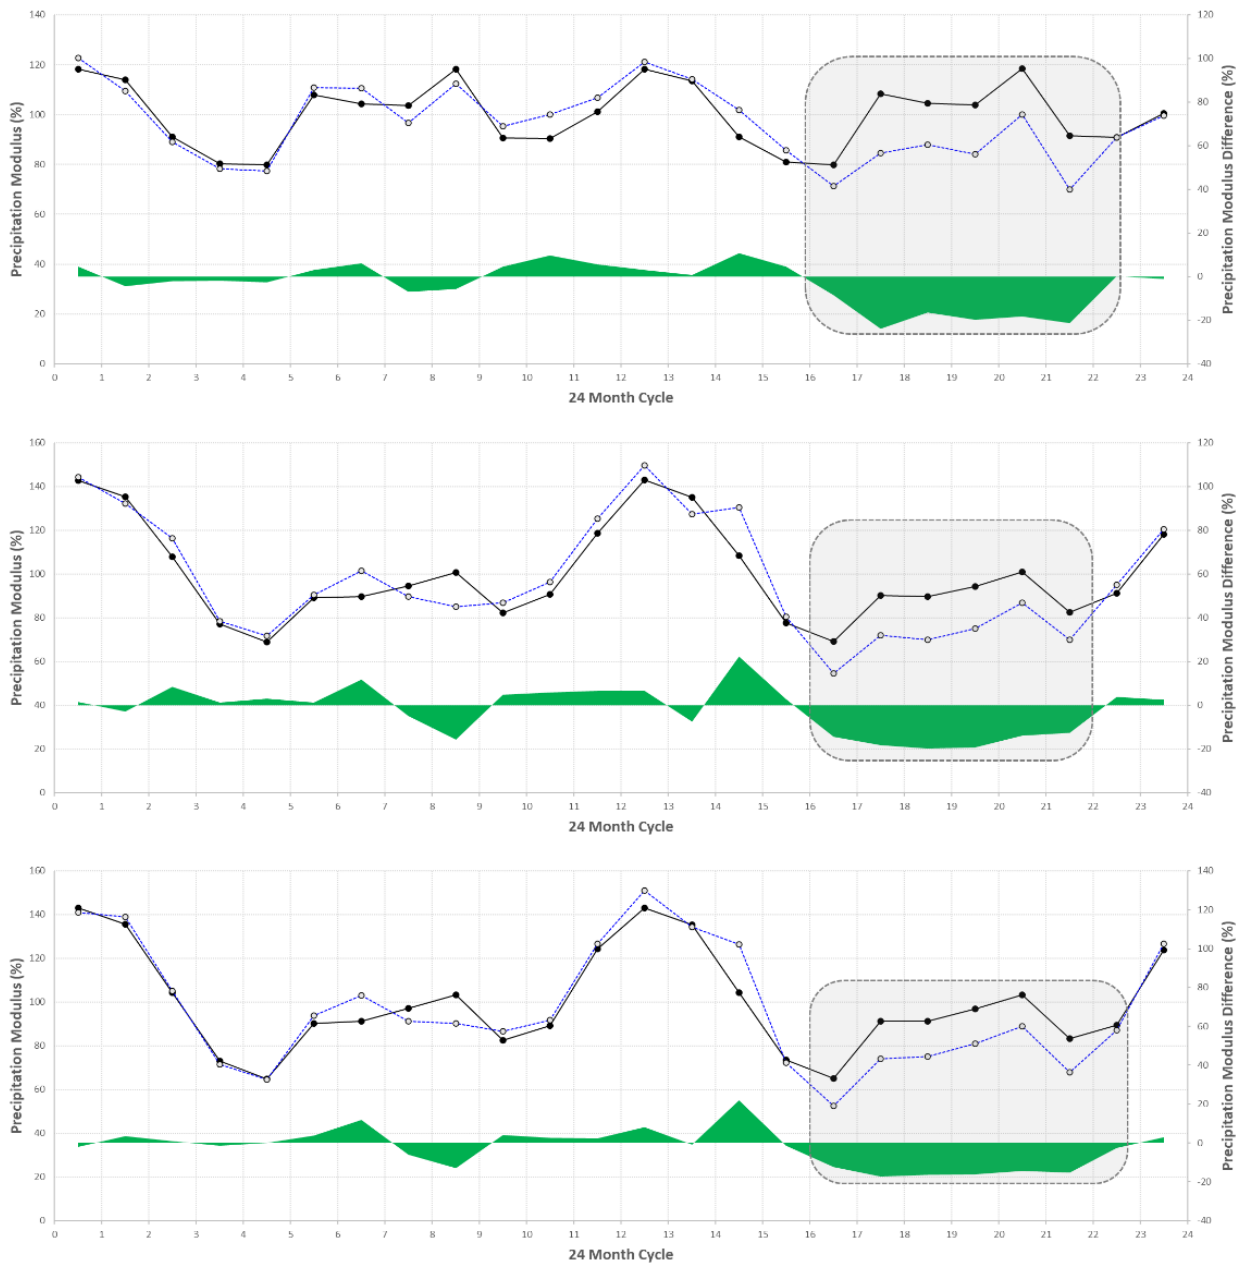 140 120
120 100
100 80
80 60
60 40
40 20
20 0
0 -20
-40
Precipitation Modulus (%)
Precipitation Modulus Difference (%)
0 1 2 3 4 5 6 7 8 9 10 11 12 13 14 15 16 17 18 19 20 21 22 23 24
24 Month Cycle
160 120
140 100
120 80
100 60
80 40
60 20
40 0
20 -20
0 -40
Precipitation Modulus (%)
Precipitation Modulus Difference (%)
0 1 2 3 4 5 6 7 8 9 10 11 12 13 14 15 16 17 18 19 20 21 22 23 24
24 Month Cycle
160 140
140 120
120 100
100 80
80 60
60 40
40 20
20 0
0 -20
-40
Precipitation Modulus (%)
Precipitation Modulus Difference (%)
0 1 2 3 4 5 6 7 8 9 10 11 12 13 14 15 16 17 18 19 20 21 22 23 24
24 Month Cycle